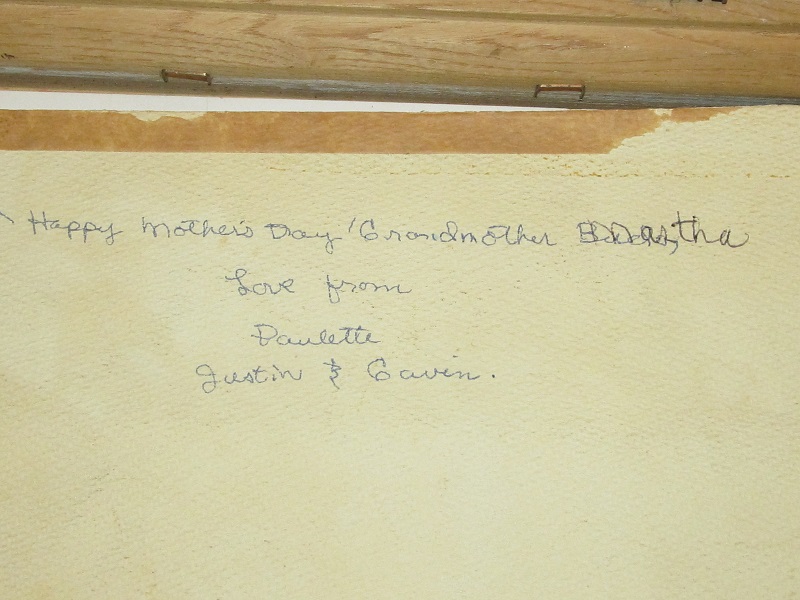 Happy Mother's Day Grandmother
Love from
Paulette
Justin & Gavin.